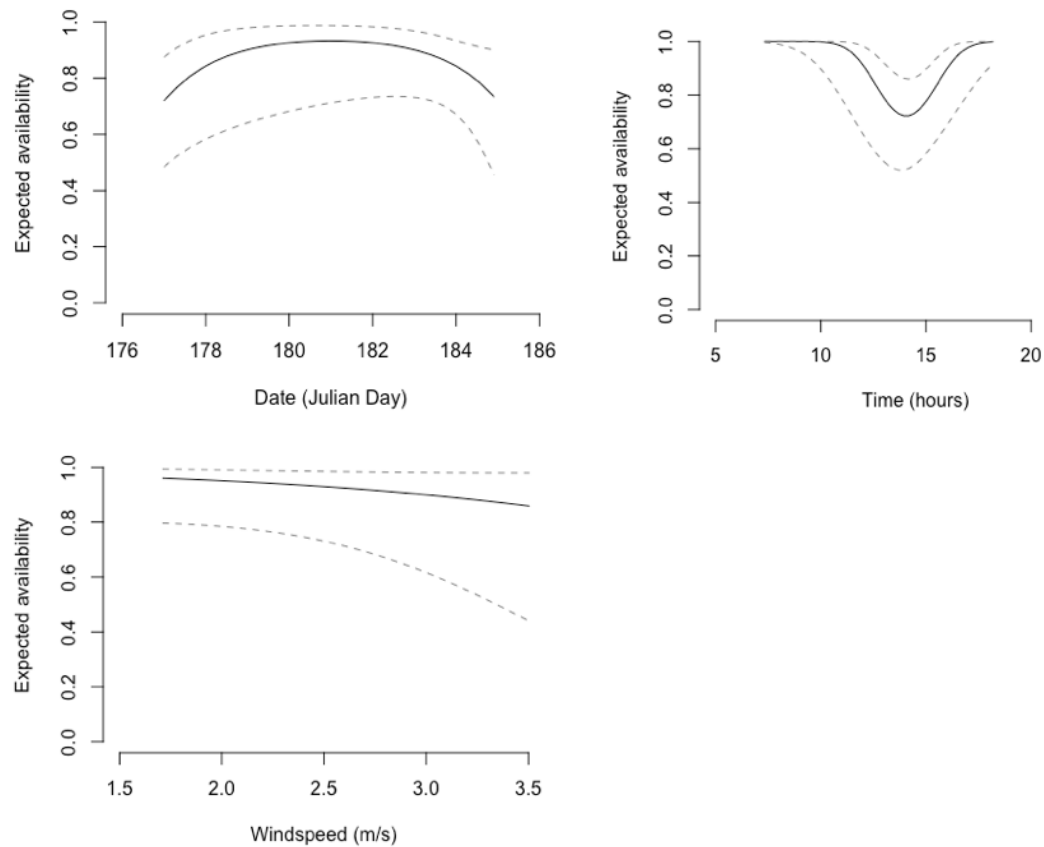 Expected availability
0.0 0.2 0.4 0.6 0.8 1.0
176 178 180 182 184 186
Date (Julian Day)
Expected availability
0.0 0.2 0.4 0.6 0.8 1.0
5 10 15 20
Time (hours)
Expected availability
0.0 0.2 0.4 0.6 0.8 1.0
1.5 2.0 2.5 3.0 3.5
Windspeed (m/s)